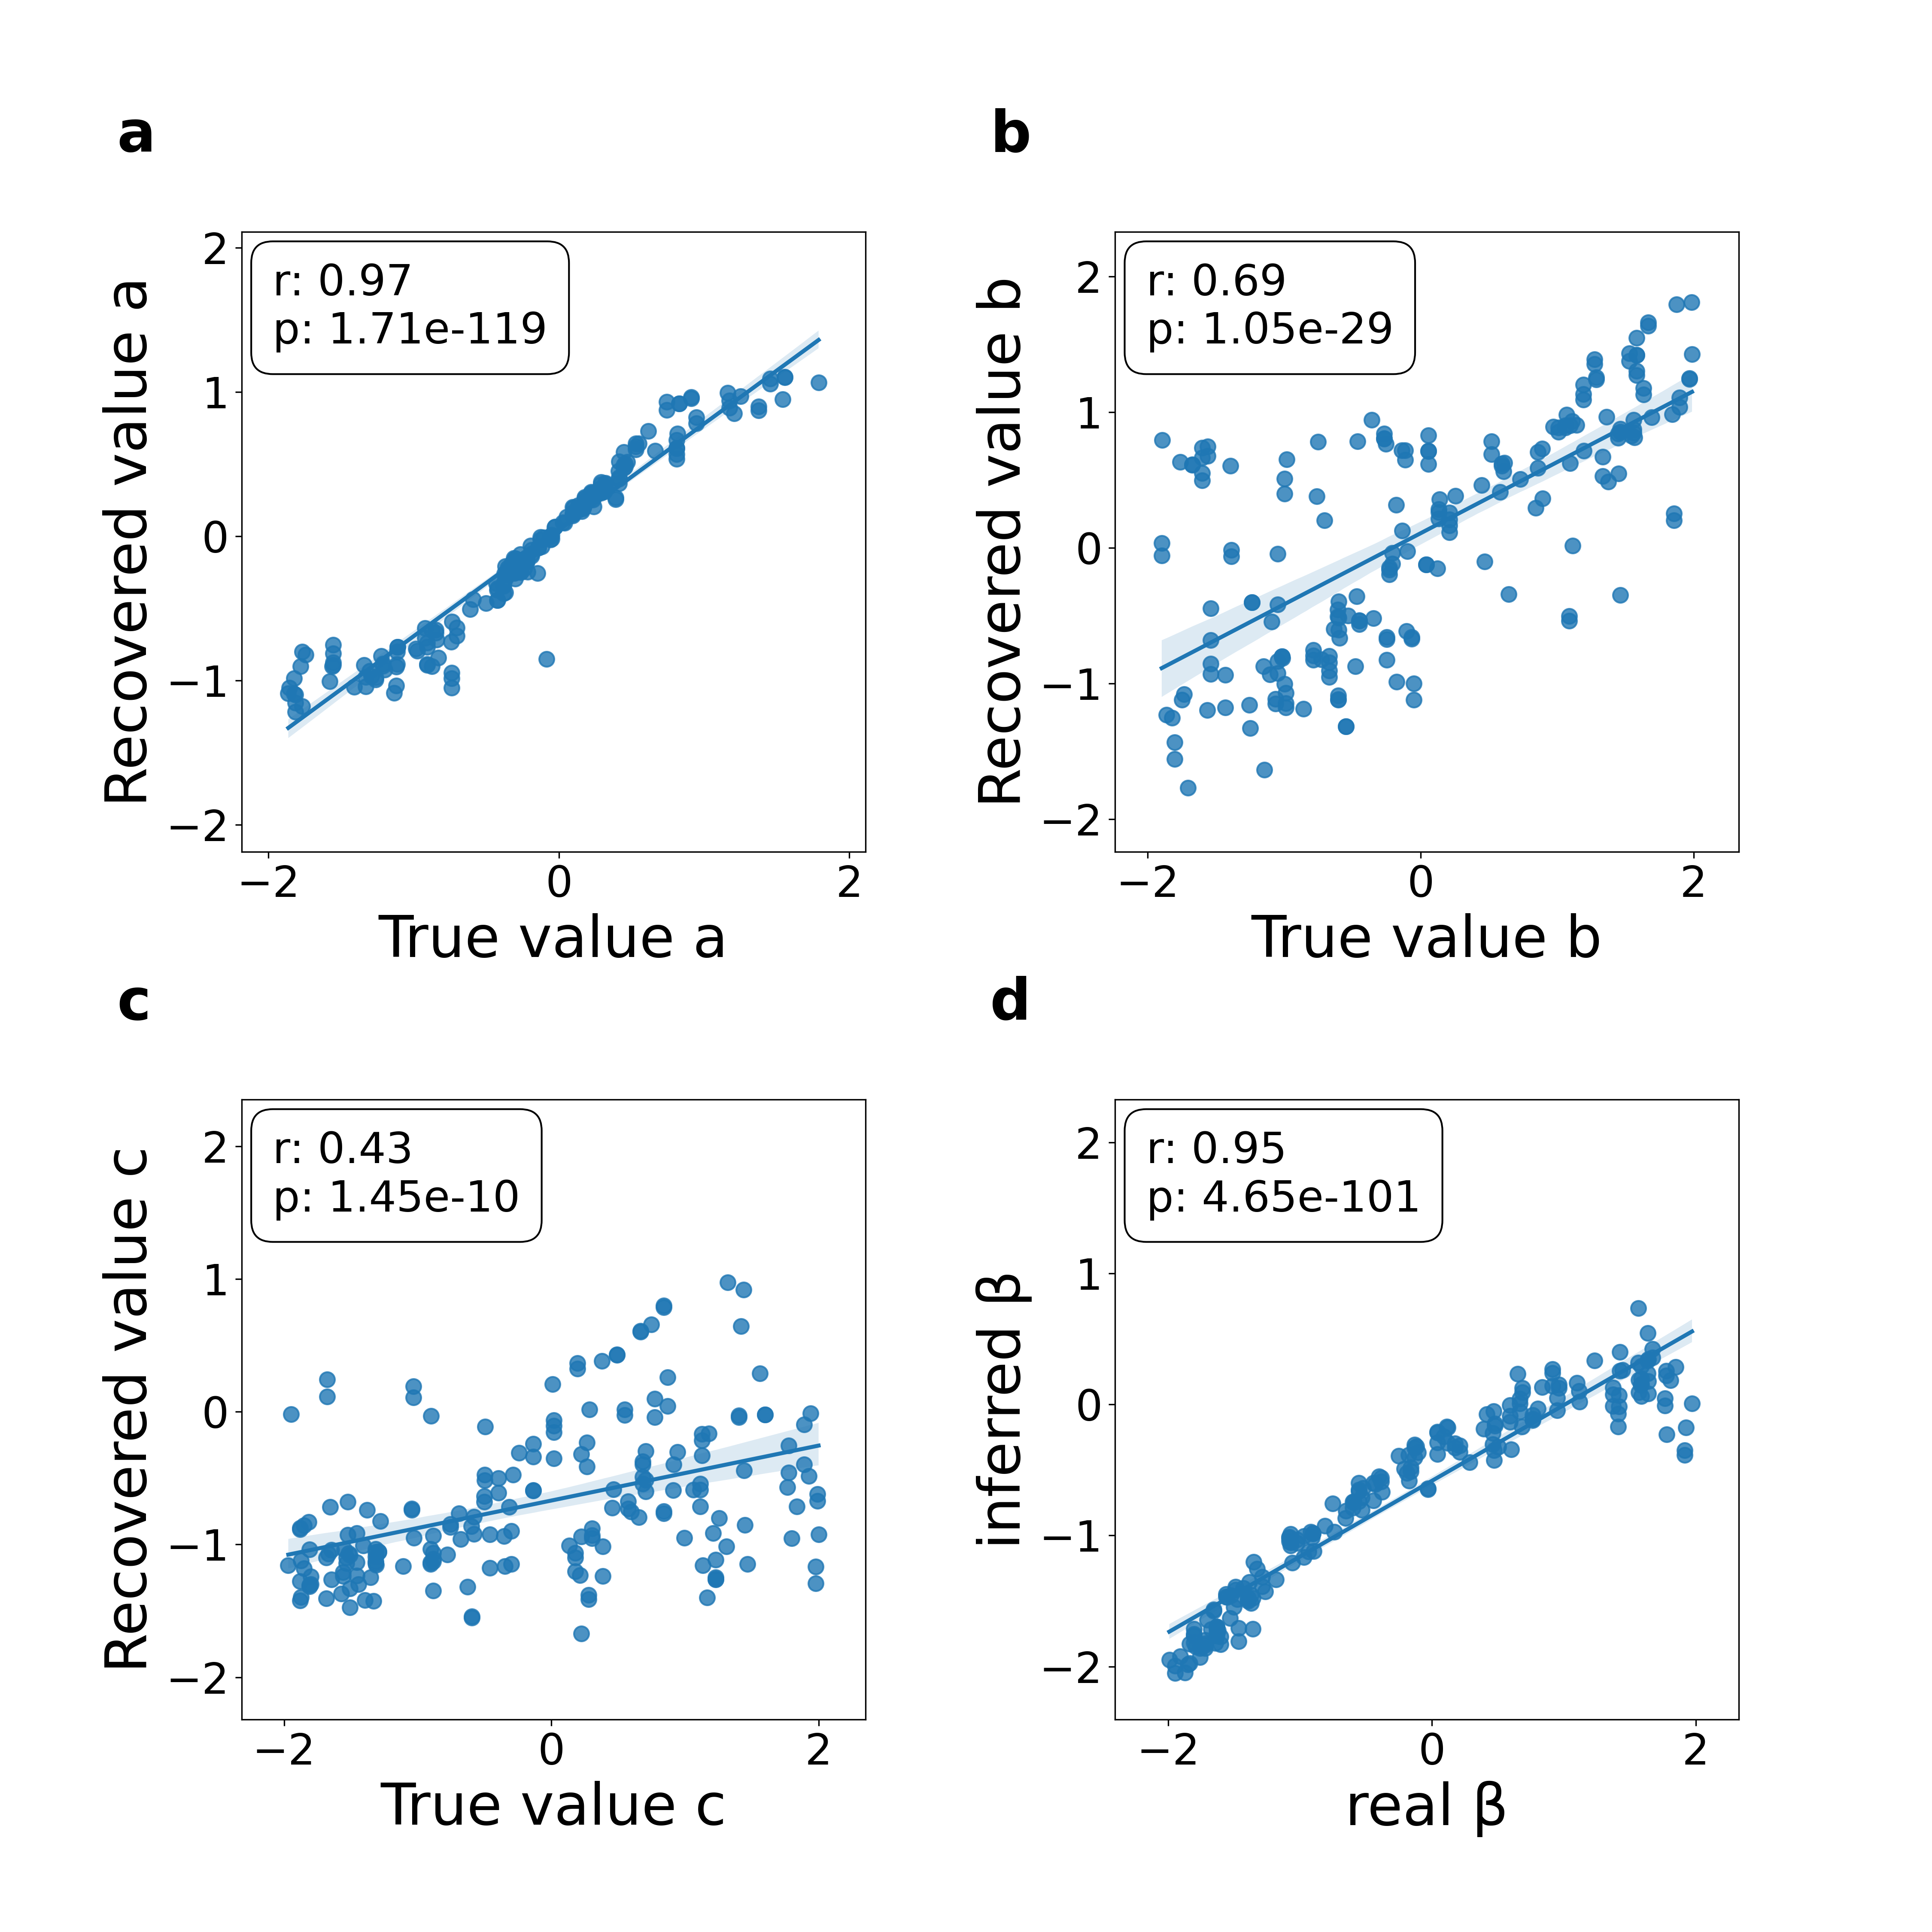 a
r: 0.97
p: 1.71e-119
2
1
0
−1
−2
Recovered value a
−2 0 2
True value a
b
r: 0.69
p: 1.05e-29
2
1
0
−1
−2
Recovered value b
−2 0 2
True value b
c
r: 0.43
p: 1.45e-10
2
1
0
−1
−2
Recovered value c
−2 0 2
True value c
d
r: 0.95
p: 4.65e-101
2
1
0
−1
−2
inferred β
−2 0 2
real β